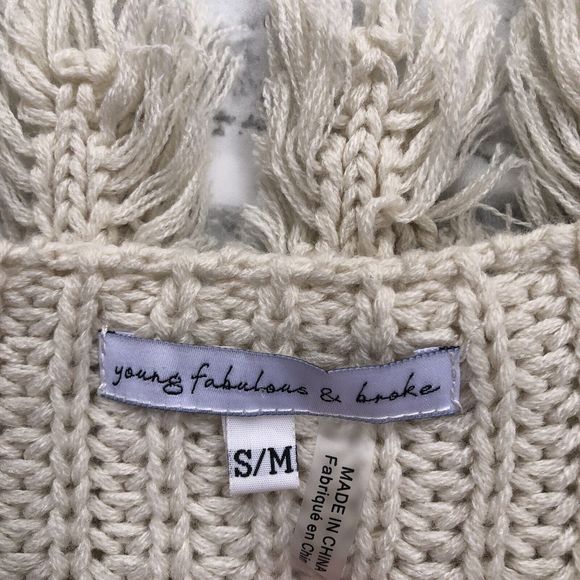 young fabulous & broke
S/M
MADE IN CHINA
Fabriqué en Chi